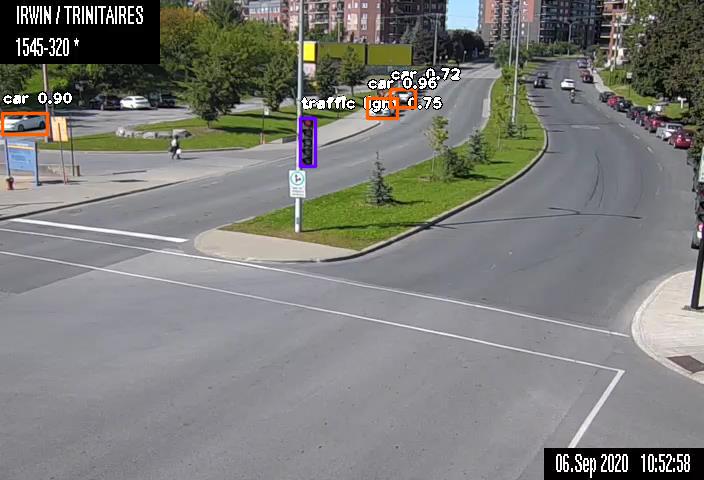 IRWIN / TRINITAIRES
1545-320 *
car 0.72
car 0.96
car 0.90
traffic light 0.75
06.Sep 2020 10:52:58